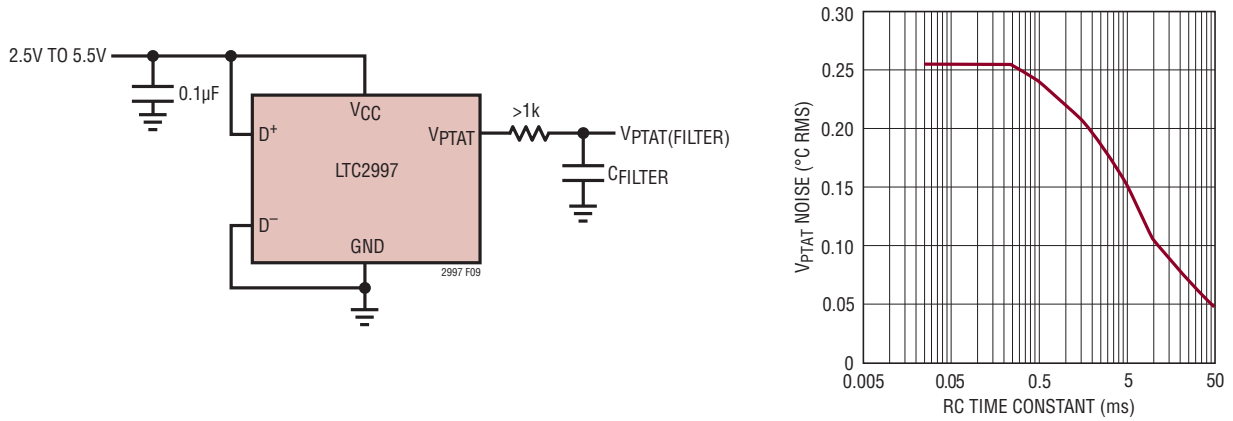 2.5V TO 5.5V
0.1µF
VCC
D+
VPTAT
LTC2997
D–
GND
2997 F09
>1k
VPTAT(FILTER)
CFILTER
VPTAT NOISE (°C RMS)
0.30
0.25
0.20
0.15
0.10
0.05
0
0.005 0.05 0.5 5 50
RC TIME CONSTANT (ms)